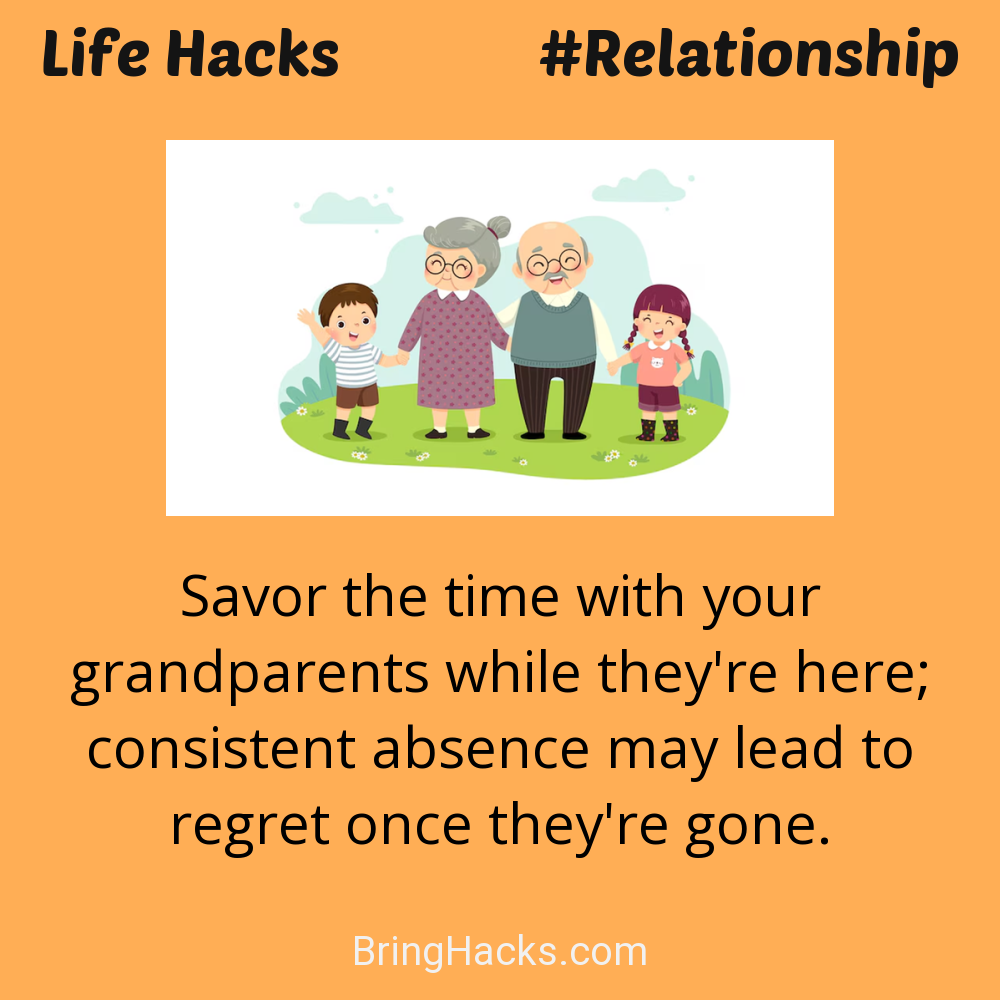 Life Hacks #Relationship
Savor the time with your
grandparents while they're here;
consistent absence may lead to
regret once they're gone.
BringHacks.com